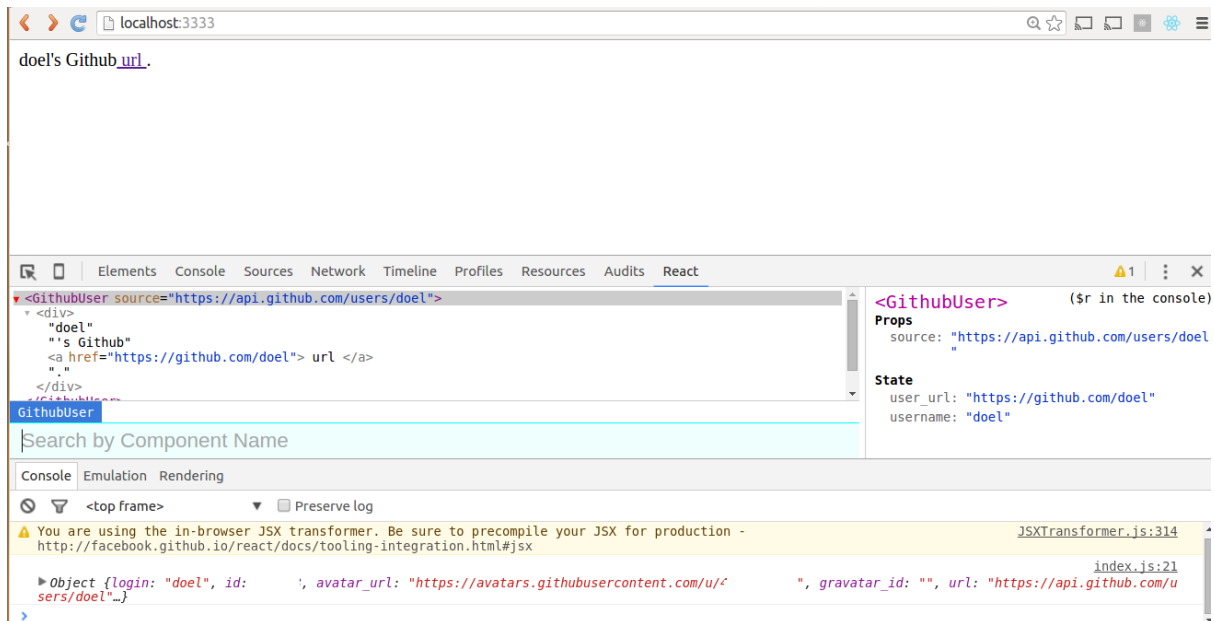 localhost:3333
doel's Github url .
Elements Console Sources Network Timeline Profiles Resources Audits React 1
<GithubUser source="https://api.github.com/users/doel">
<div>
"doel"
"'s Github"
<a href="https://github.com/doel"> url </a>
"."
</div>
</GithubUser>
GithubUser
Search by Component Name
<GithubUser> ($r in the console)
Props
source: "https://api.github.com/users/doel
"
State
user_url: "https://github.com/doel"
username: "doel"
Console Emulation Rendering
<top frame> Preserve log
You are using the in-browser JSX transformer. Be sure to precompile your JSX for production - JSXTransformer.js:314
http://facebook.github.io/react/docs/tooling-integration.html#jsx
index.js:21
Object {login: "doel", id: , avatar_url: "https://avatars.githubusercontent.com/u/ ", gravatar_id: "", url: "https://api.github.com/u
sers/doel"…}